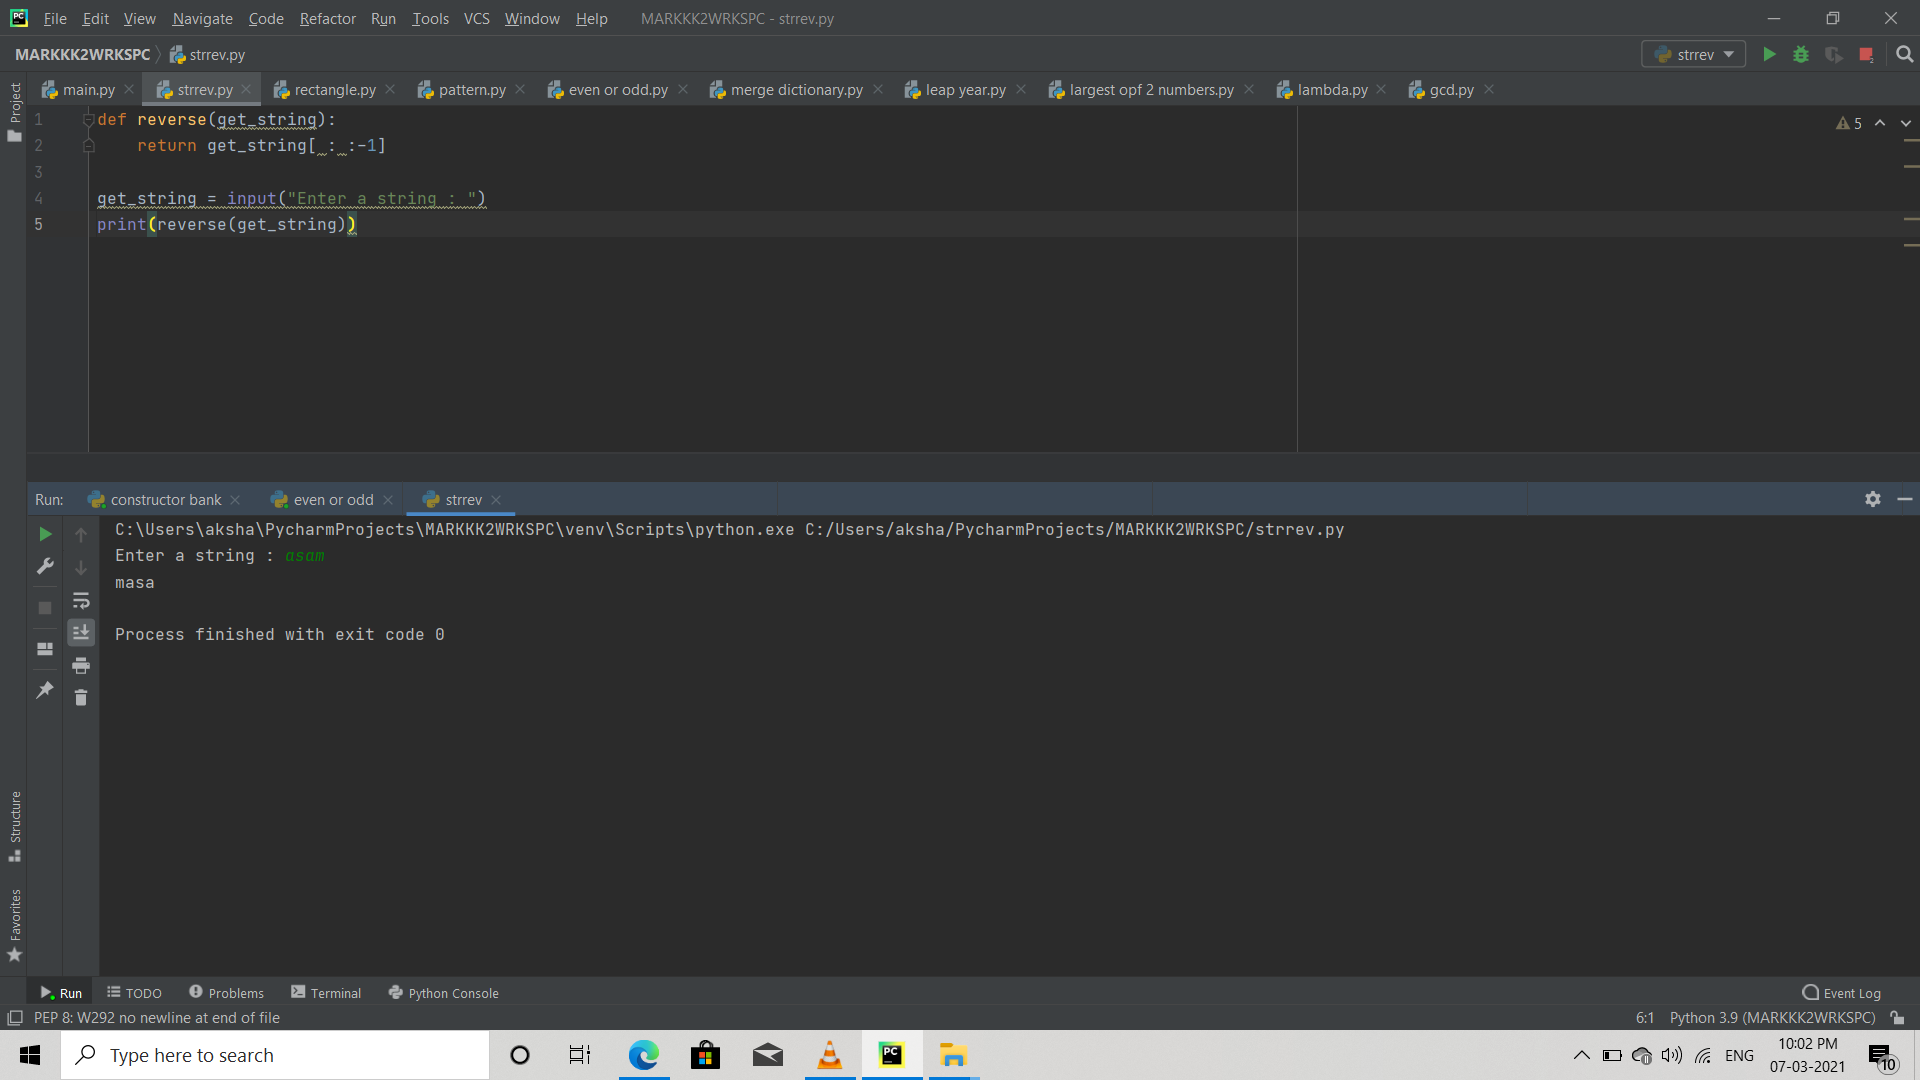 PC File Edit View Navigate Code Refactor Run Tools VCS Window Help MARKKK2WRKSPC - strrev.py
MARKKK2WRKSPC strrev.py strrev
main.py strrev.py rectangle.py pattern.py even or odd.py merge dictionary.py leap year.py largest opf 2 numbers.py lambda.py gcd.py
Project
1 def reverse(get_string):
5
2 return get_string[ : :-1]
3
4 get_string = input("Enter a string : ")
5 print(reverse(get_string))
Run: constructor bank even or odd strrev
C:\Users\aksha\PycharmProjects\MARKKK2WRKSPC\venv\Scripts\python.exe C:/Users/aksha/PycharmProjects/MARKKK2WRKSPC/strrev.py
Enter a string : asam
masa
Process finished with exit code 0
Structure
Favorites
Run TODO Problems Terminal Python Console Event Log
PEP 8: W292 no newline at end of file 6:1 Python 3.9 (MARKKK2WRKSPC)
Type here to search PC ENG 10:02 PM
07-03-2021 10